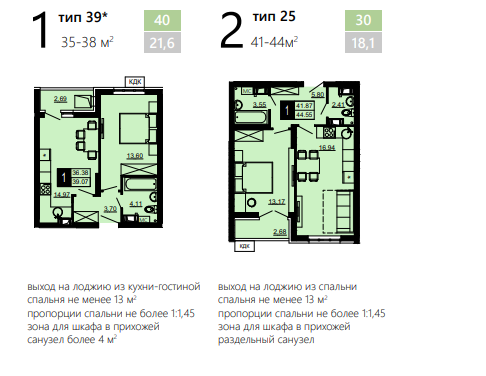 1 тип 39* 40
35-38 м² 21,6
КДК
2,69
13,60
1 36.38
39.07
14.97
3,70
4,11
МС
выход на лоджию из кухни-гостиной
спальня не менее 13 м²
пропорции спальни не более 1:1,45
зона для шкафа в прихожей
санузел более 4 м²
2 тип 25 30
41-44м² 18,1
МС
5,80
3,55
1 41.87
44.55
2,41
16,94
13,17
2,68
КДК
выход на лоджию из спальни
спальня не менее 13 м²
пропорции спальни не более 1:1,45
зона для шкафа в прихожей
раздельный санузел